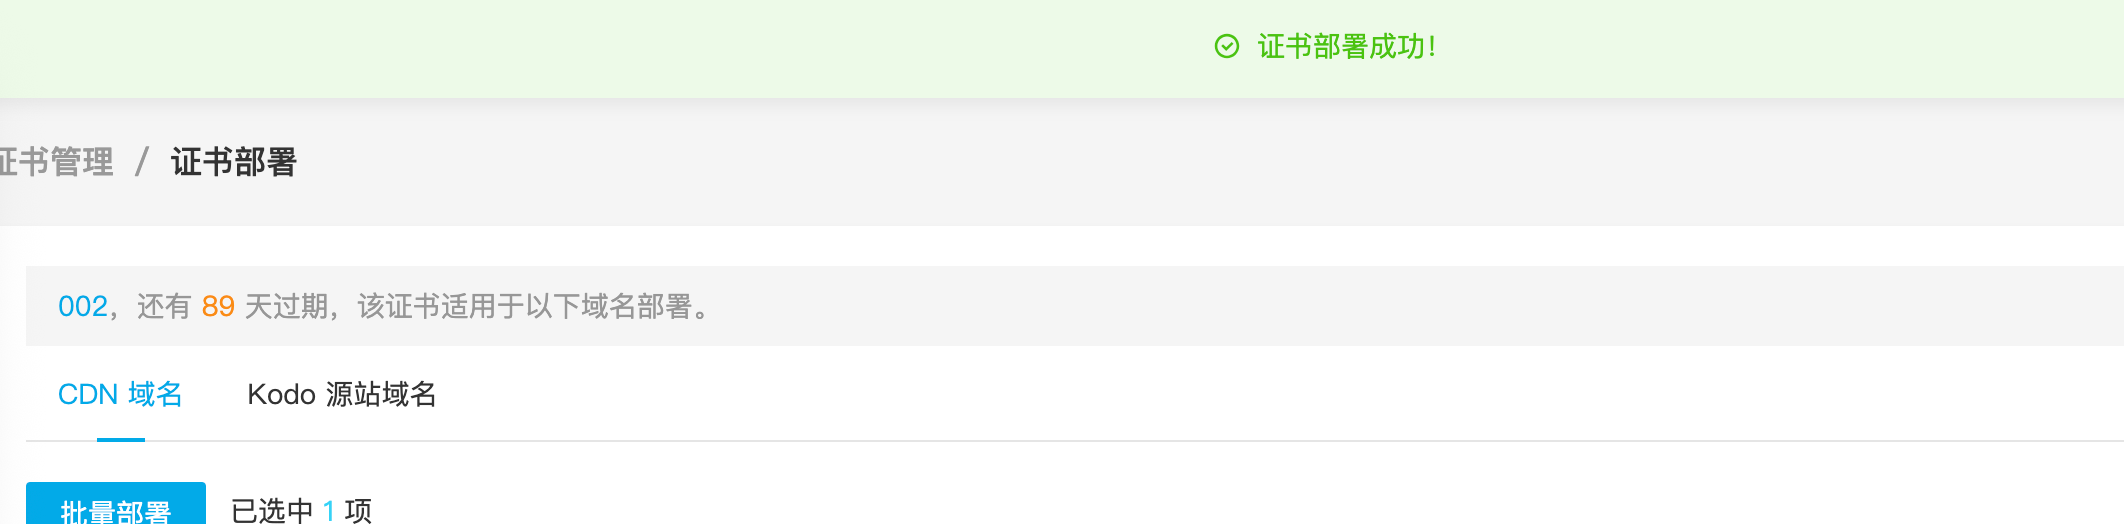 证书部署成功！
证书管理 / 证书部署
002，还有 89 天过期，该证书适用于以下域名部署。
CDN 域名 Kodo 源站域名
批量部署 已选中 1 项